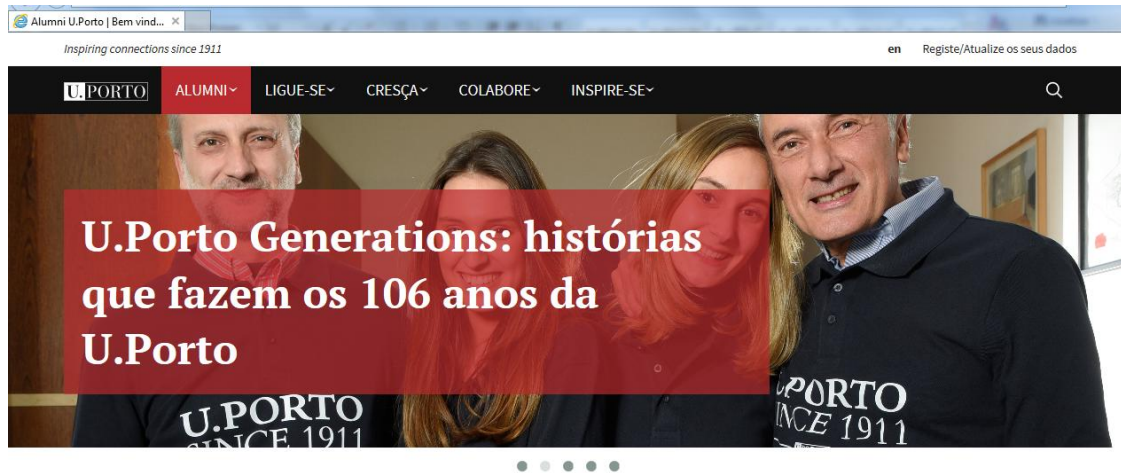 Alumni U.Porto | Bem vind...
Inspiring connections since 1911
en Registe/Atualize os seus dados
U.PORTO ALUMNI LIGUE-SE CRESÇA COLABORE INSPIRE-SE
U.Porto Generations: histórias
que fazem os 106 anos da
U.Porto
U.PORTO
SINCE 1911
U.PORTO
SINCE 1911